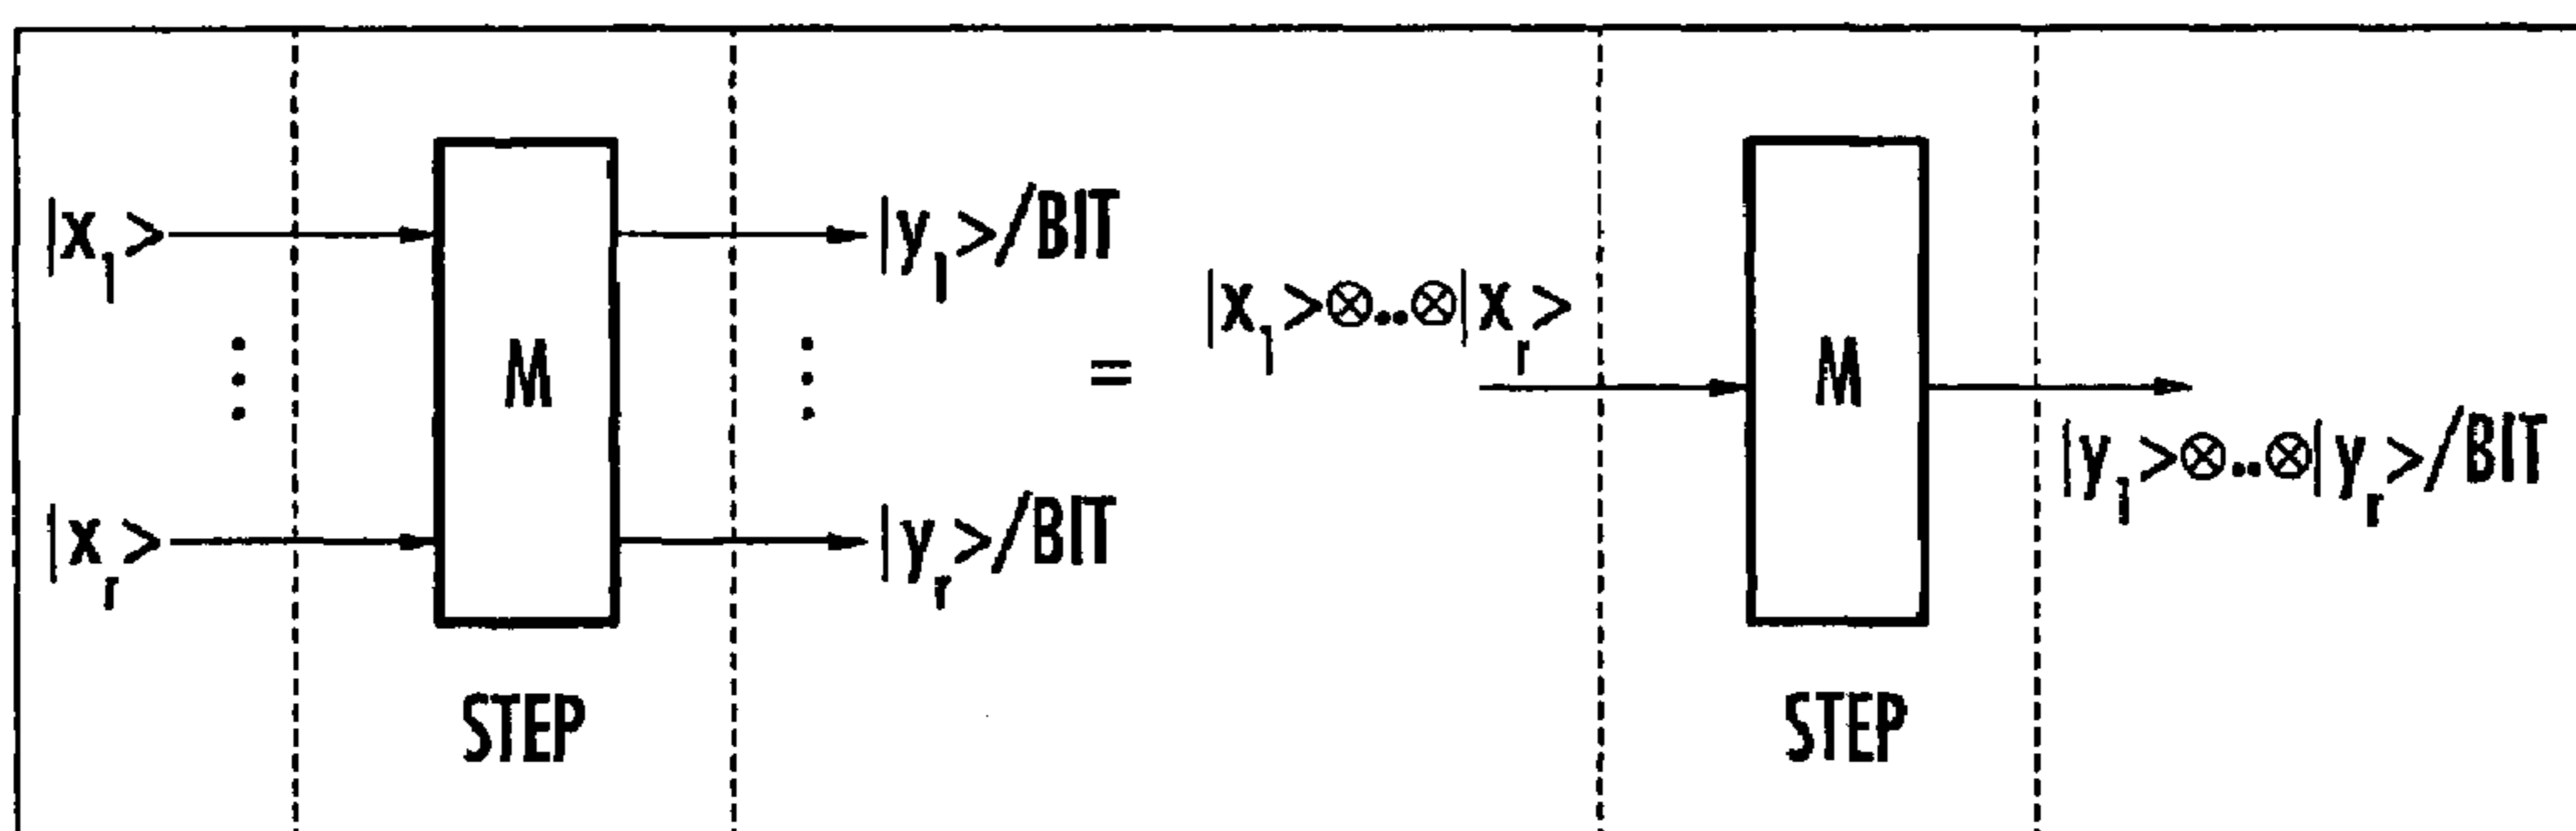 |x₁> M |y₁>/BIT
⋮ ⋮
|xᵣ> |yᵣ>/BIT
STEP
=
|x₁>⊗..⊗|xᵣ> M |y₁>⊗..⊗|yᵣ>/BIT
STEP